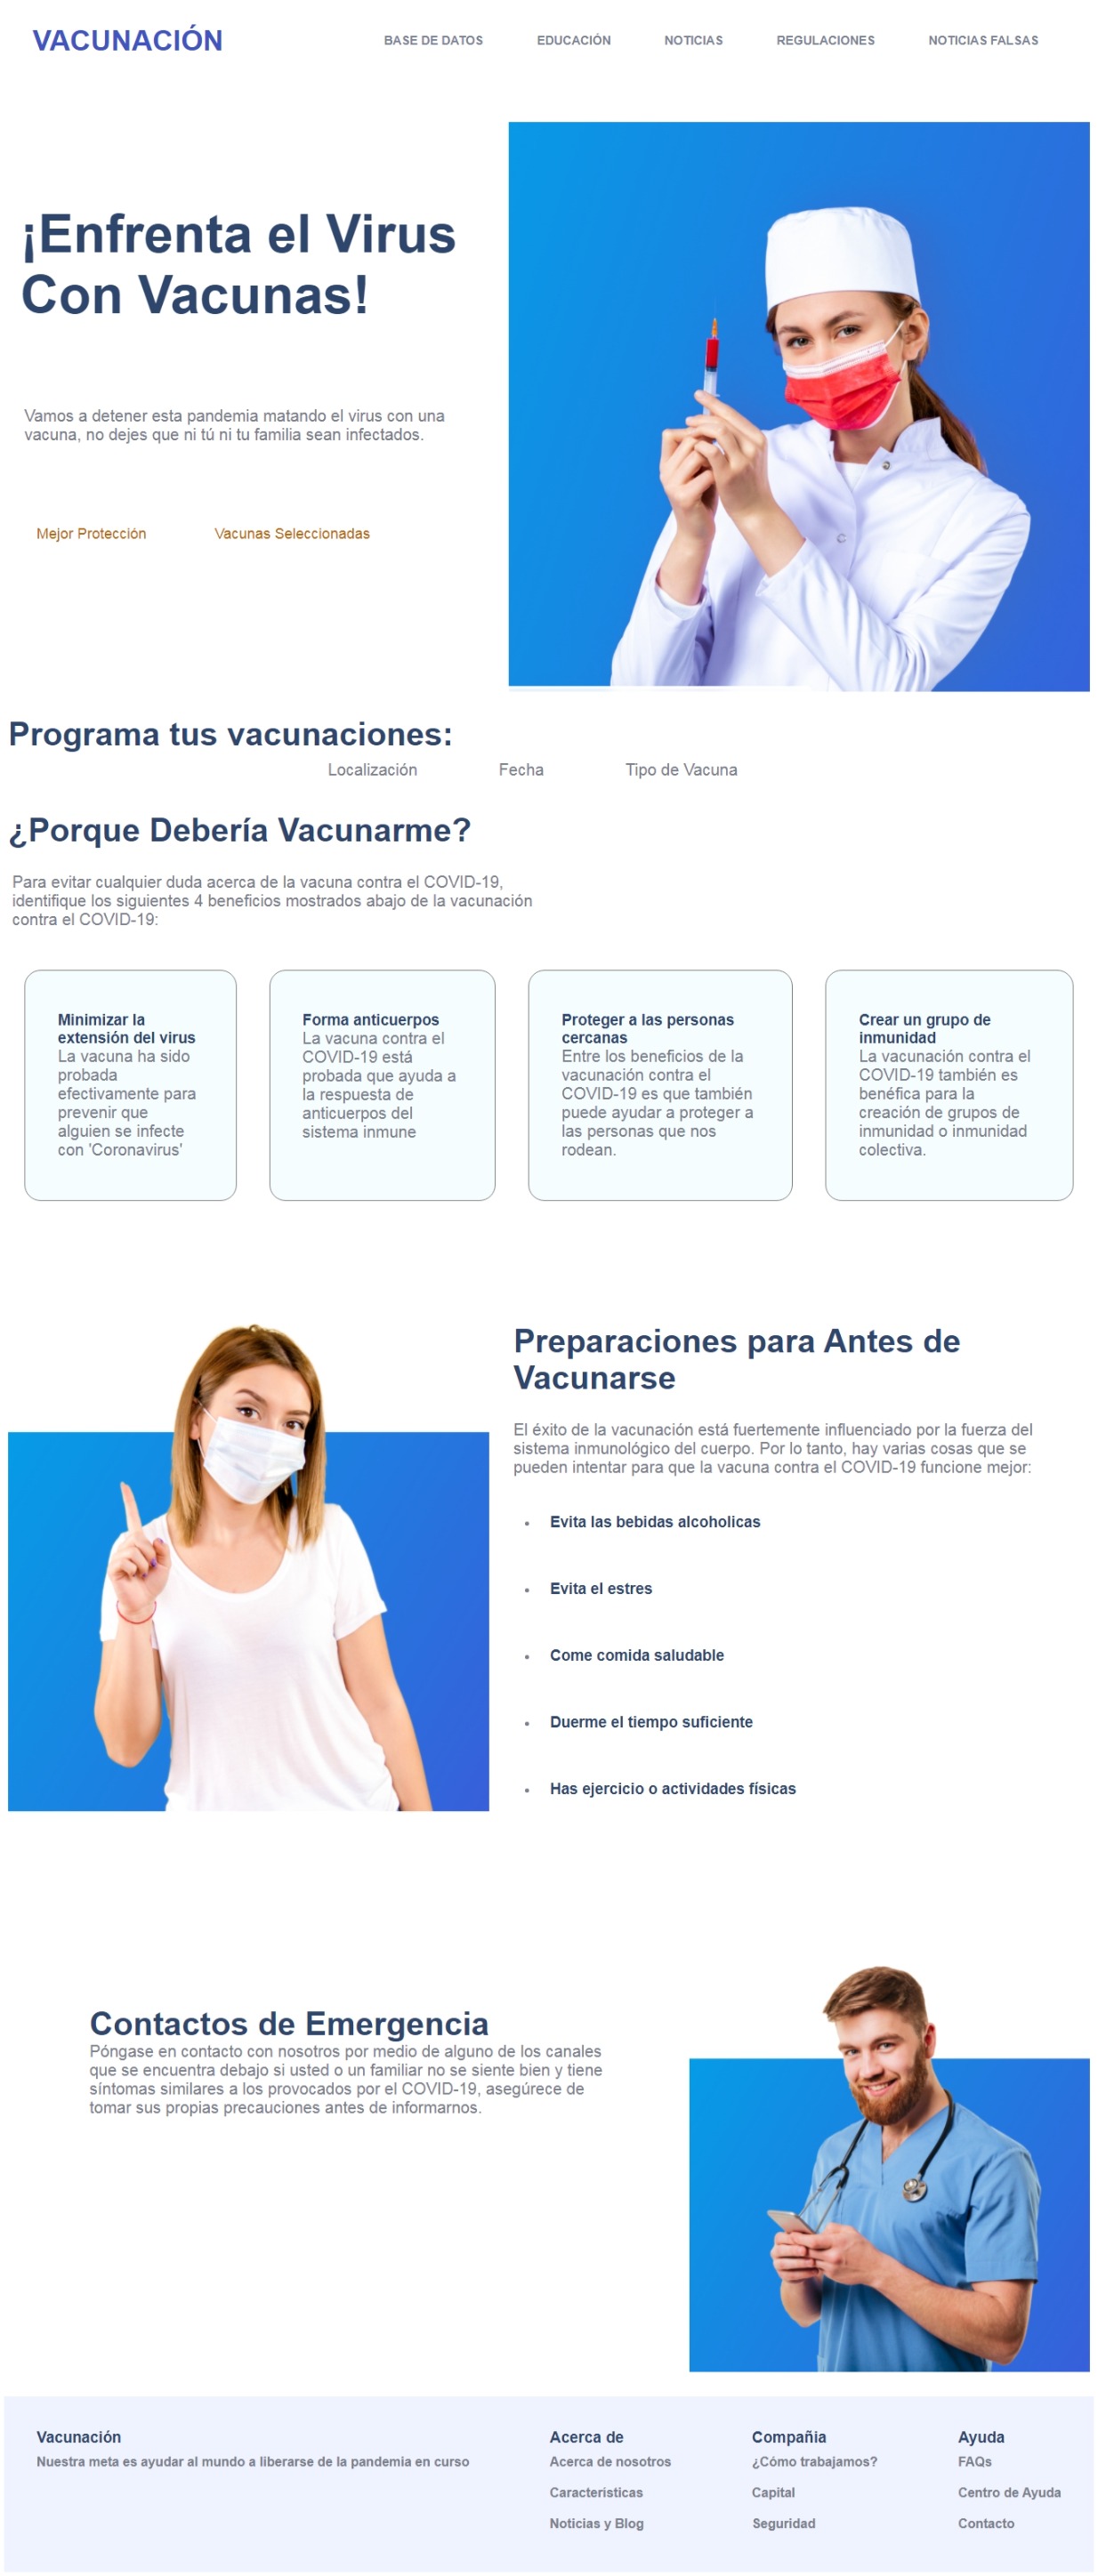 VACUNACIÓN
BASE DE DATOS
EDUCACIÓN
NOTICIAS
REGULACIONES
NOTICIAS FALSAS
¡Enfrenta el Virus
Con Vacunas!
Vamos a detener esta pandemia matando el virus con una
vacuna, no dejes que ni tú ni tu familia sean infectados.
Mejor Protección
Vacunas Seleccionadas
Programa tus vacunaciones:
Localización
Fecha
Tipo de Vacuna
¿Porque Debería Vacunarme?
Para evitar cualquier duda acerca de la vacuna contra el COVID-19,
identifique los siguientes 4 beneficios mostrados abajo de la vacunación
contra el COVID-19:
Minimizar la
extensión del virus
La vacuna ha sido
probada
efectivamente para
prevenir que
alguien se infecte
con 'Coronavirus'
Forma anticuerpos
La vacuna contra el
COVID-19 está
probada que ayuda a
la respuesta de
anticuerpos del
sistema inmune
Proteger a las personas
cercanas
Entre los beneficios de la
vacunación contra el
COVID-19 es que también
puede ayudar a proteger a
las personas que nos
rodean.
Crear un grupo de
inmunidad
La vacunación contra el
COVID-19 también es
benéfica para la
creación de grupos de
inmunidad o inmunidad
colectiva.
Preparaciones para Antes de
Vacunarse
El éxito de la vacunación está fuertemente influenciado por la fuerza del
sistema inmunológico del cuerpo. Por lo tanto, hay varias cosas que se
pueden intentar para que la vacuna contra el COVID-19 funcione mejor:
• Evita las bebidas alcoholicas
• Evita el estres
• Come comida saludable
• Duerme el tiempo suficiente
• Has ejercicio o actividades físicas
Contactos de Emergencia
Póngase en contacto con nosotros por medio de alguno de los canales
que se encuentra debajo si usted o un familiar no se siente bien y tiene
síntomas similares a los provocados por el COVID-19, asegúrece de
tomar sus propias precauciones antes de informarnos.
Vacunación
Nuestra meta es ayudar al mundo a liberarse de la pandemia en curso
Acerca de
Acerca de nosotros
Características
Noticias y Blog
Compañia
¿Cómo trabajamos?
Capital
Seguridad
Ayuda
FAQs
Centro de Ayuda
Contacto